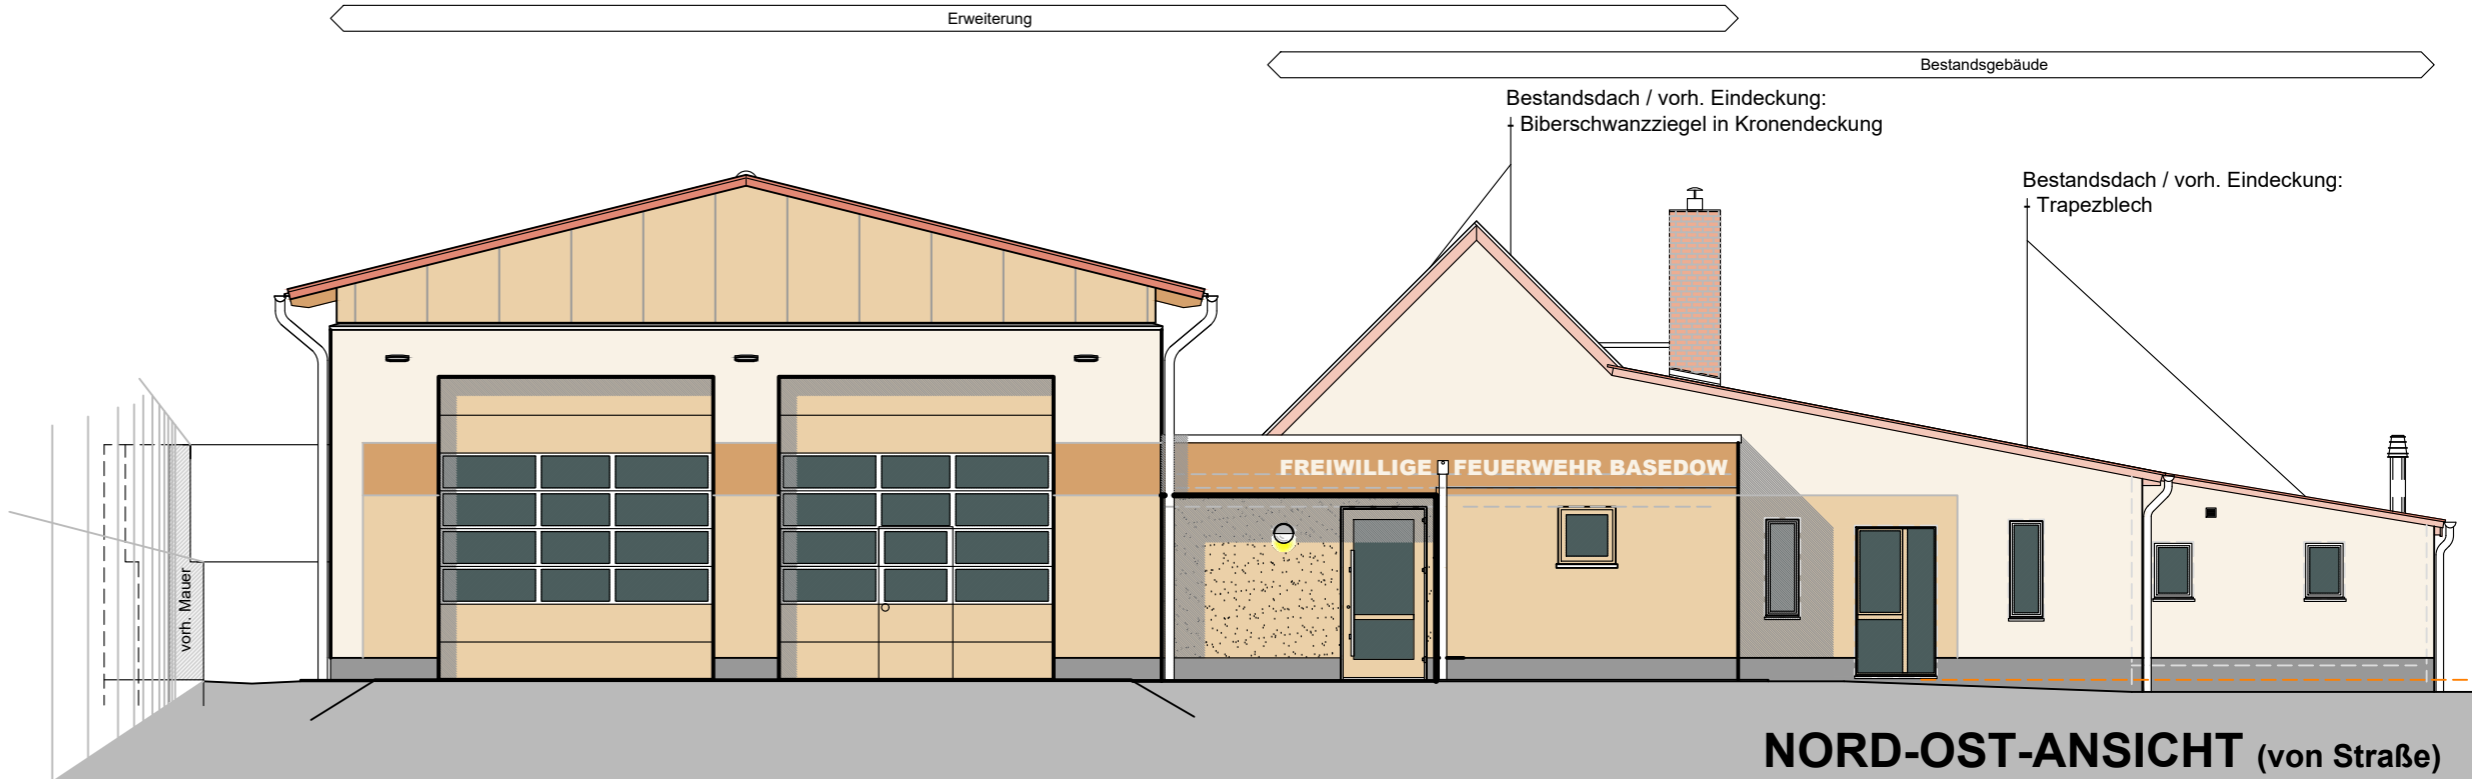 Erweiterung
Bestandsgebäude
Bestandsdach / vorh. Eindeckung:
- Biberschwanzziegel in Kronendeckung
Bestandsdach / vorh. Eindeckung:
- Trapezblech
FREIWILLIGE FEUERWEHR BASEDOW
vorh. Mauer
NORD-OST-ANSICHT (von Straße)